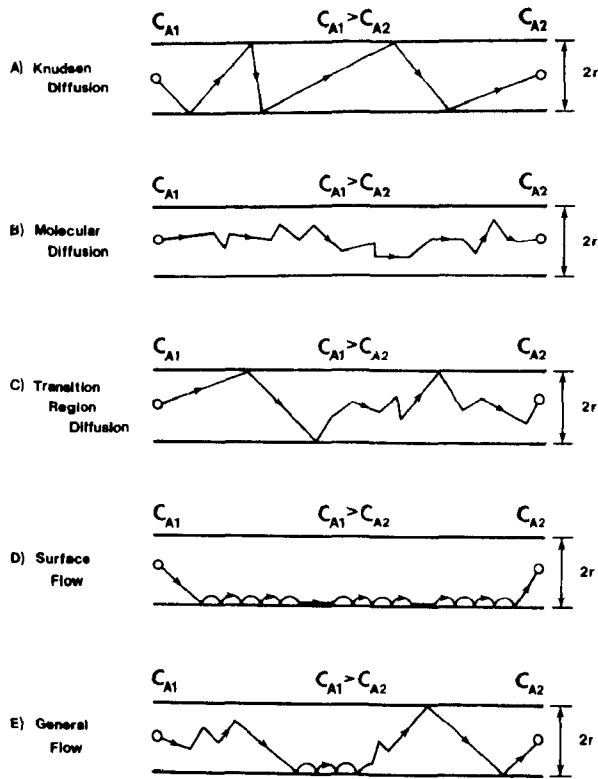 C_A1 C_A1 > C_A2 C_A2
A) Knudsen
Diffusion
2r
C_A1 C_A1 > C_A2 C_A2
B) Molecular
Diffusion
2r
C_A1 C_A1 > C_A2 C_A2
C) Transition
Region
Diffusion
2r
C_A1 C_A1 > C_A2 C_A2
D) Surface
Flow
2r
C_A1 C_A1 > C_A2 C_A2
E) General
Flow
2r